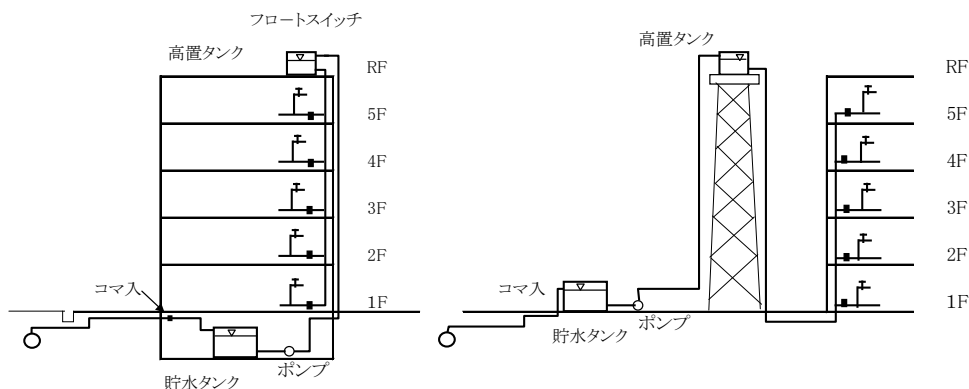 フロートスイッチ
高置タンク
RF
5F
4F
3F
2F
コマ入
1F
ポンプ
貯水タンク
高置タンク
RF
5F
4F
3F
2F
コマ入
1F
ポンプ
貯水タンク